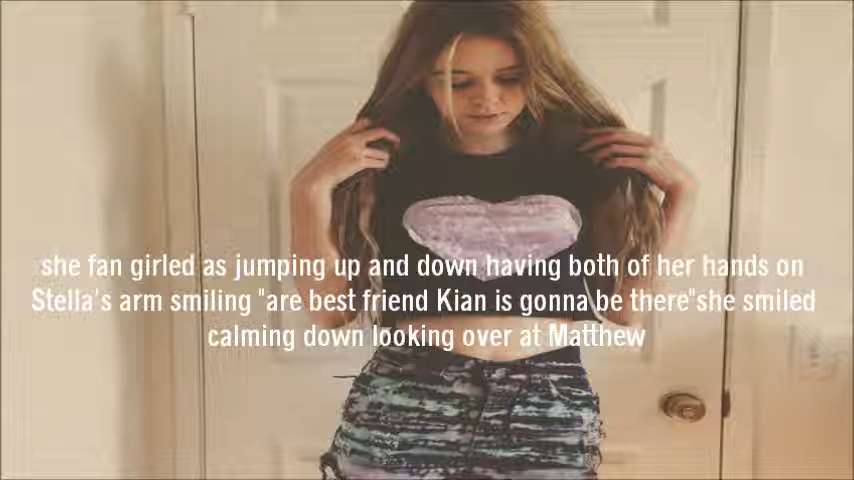 she fan girled as jumping up and down having both of her hands on
Stella's arm smiling "are best friend Kian is gonna be there"she smiled
calming down looking over at Matthew